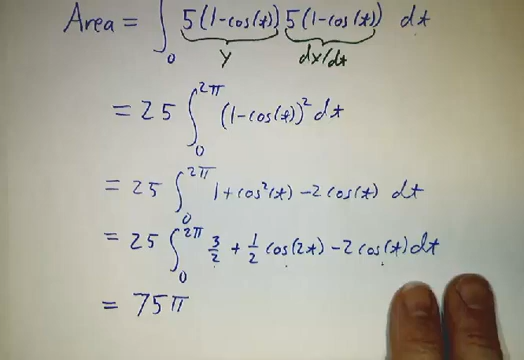 Area = ∫₀ 5(1-cos(t)) 5(1-cos(t)) dt
y dx/dt
= 25 ∫₀^2π (1-cos(t))² dt
= 25 ∫₀^2π 1+cos²(t) -2cos(t) dt
= 25 ∫₀^2π 3/2 + 1/2 cos(2t) -2cos(t) dt
= 75π